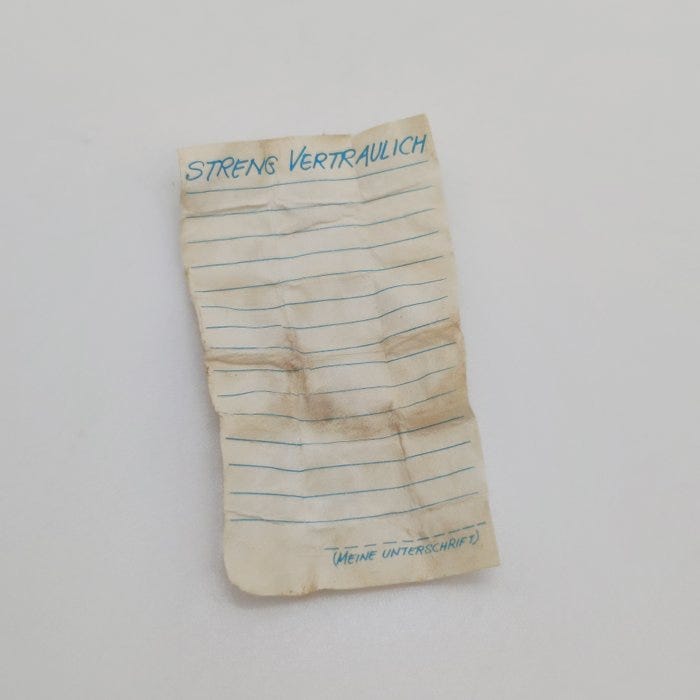 STRENG VERTRAULICH
(MEINE UNTERSCHRIFT)